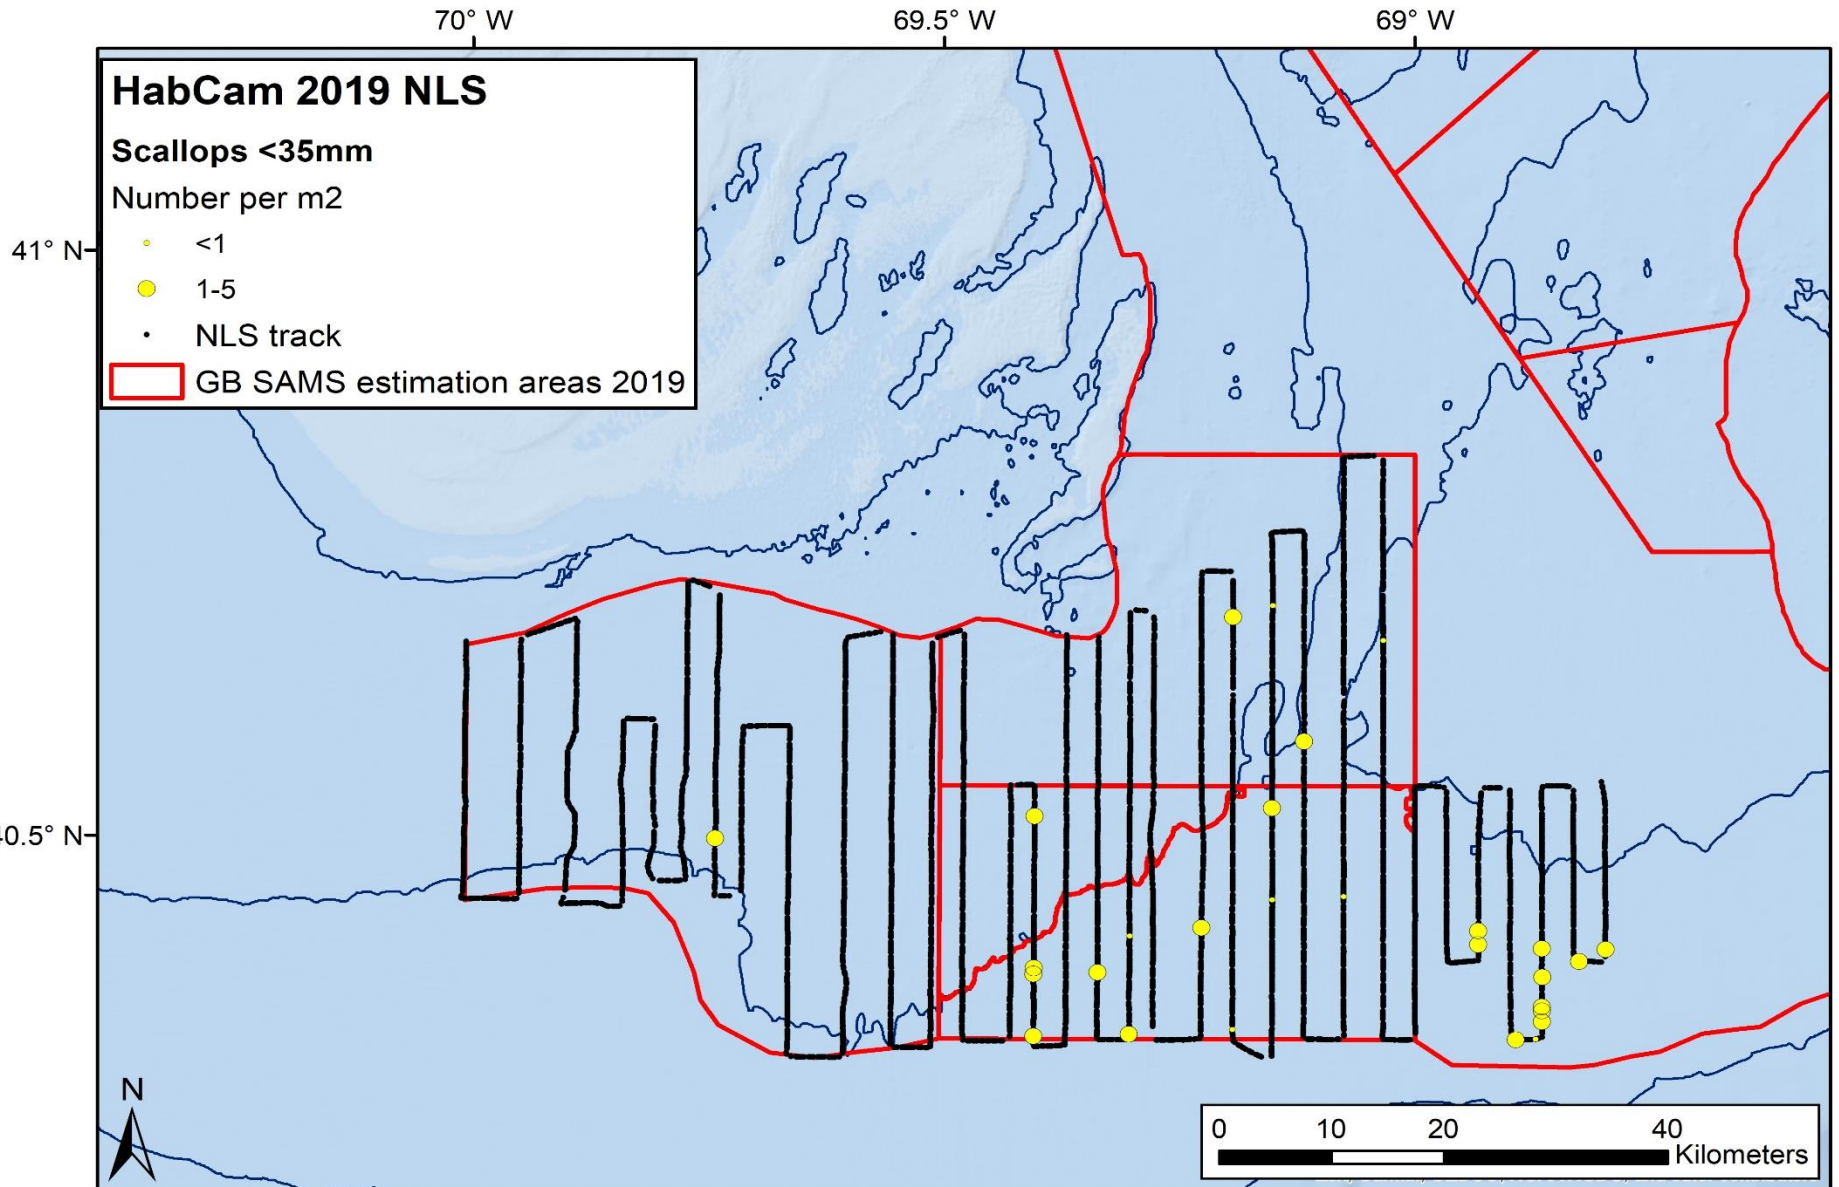 70° W 69.5° W 69° W
HabCam 2019 NLS
Scallops <35mm
Number per m2
<1
1-5
NLS track
GB SAMS estimation areas 2019
41° N
0.5° N
N
0 10 20 40
Kilometers